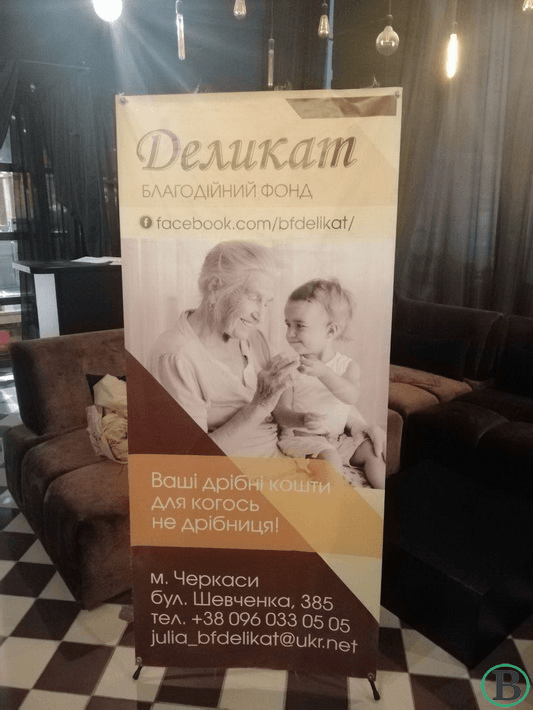 Деликат
БЛАГОДІЙНИЙ ФОНД
facebook.com/bfdelikat/
Ваші дрібні кошти
для когось
не дрібниця!
м. Черкаси
бул. Шевченка, 385
тел. +38 096 033 05 05
julia_bfdelikat@ukr.net
B